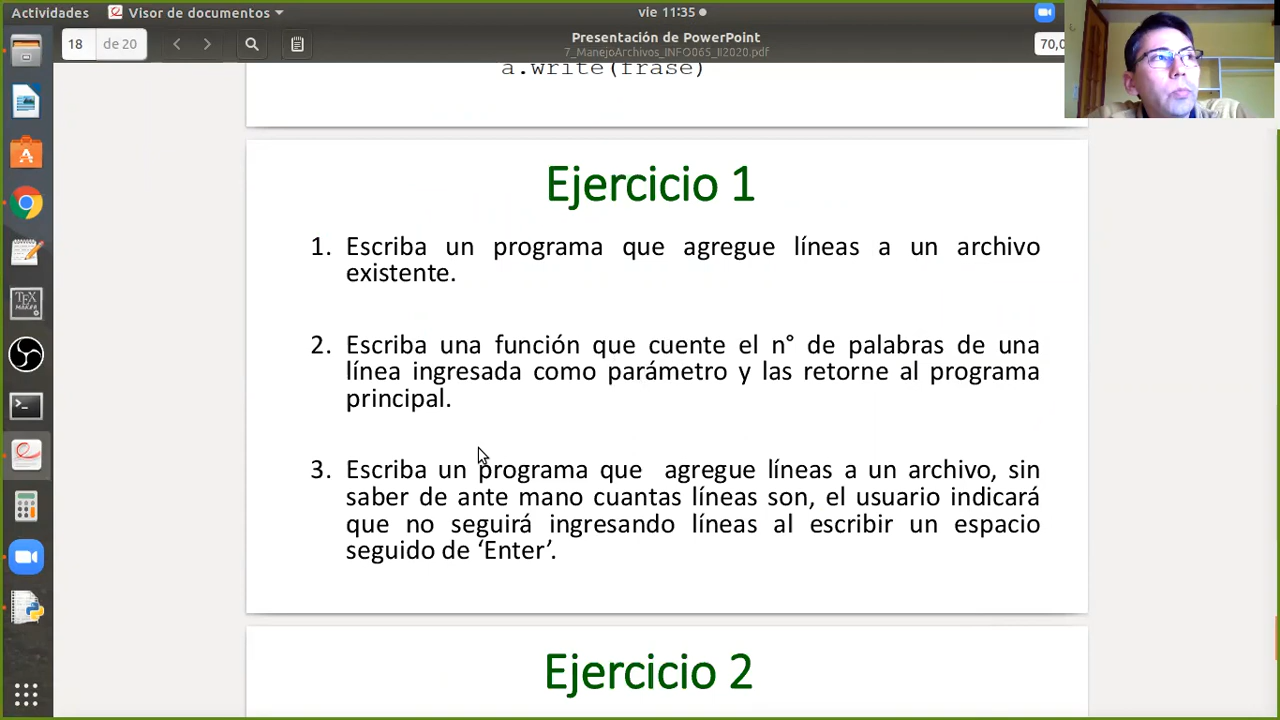 Actividades Visor de documentos vie 11:35
18 de 20 Presentación de PowerPoint 70,0
7_ManejoArchivos_INFO065_II2020.pdf
a.write(frase)
Ejercicio 1
1. Escriba un programa que agregue líneas a un archivo
existente.
2. Escriba una función que cuente el n° de palabras de una
línea ingresada como parámetro y las retorne al programa
principal.
3. Escriba un programa que agregue líneas a un archivo, sin
saber de ante mano cuantas líneas son, el usuario indicará
que no seguirá ingresando líneas al escribir un espacio
seguido de ‘Enter’.
Ejercicio 2